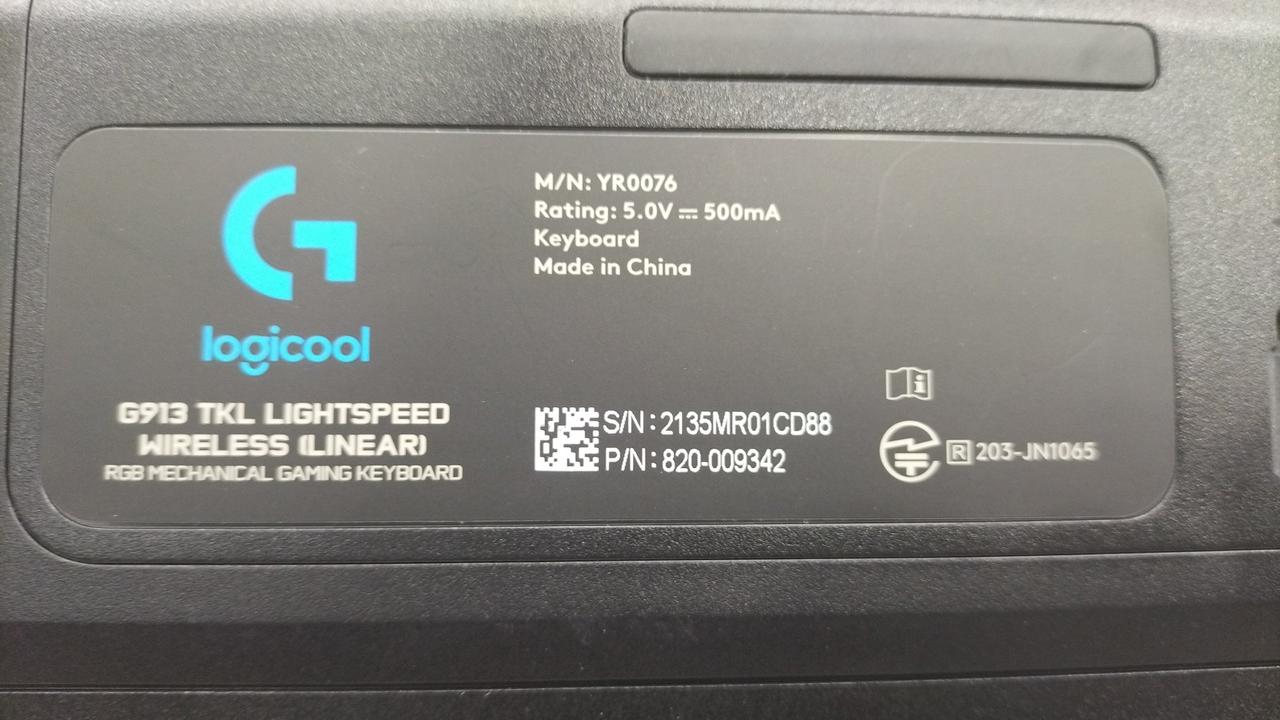 logicool
G913 TKL LIGHTSPEED
WIRELESS (LINEAR)
RGB MECHANICAL GAMING KEYBOARD
M/N: YR0076
Rating: 5.0V ⎓ 500mA
Keyboard
Made in China
S/N : 2135MR01CD88
P/N : 820-009342
R 203-JN1065